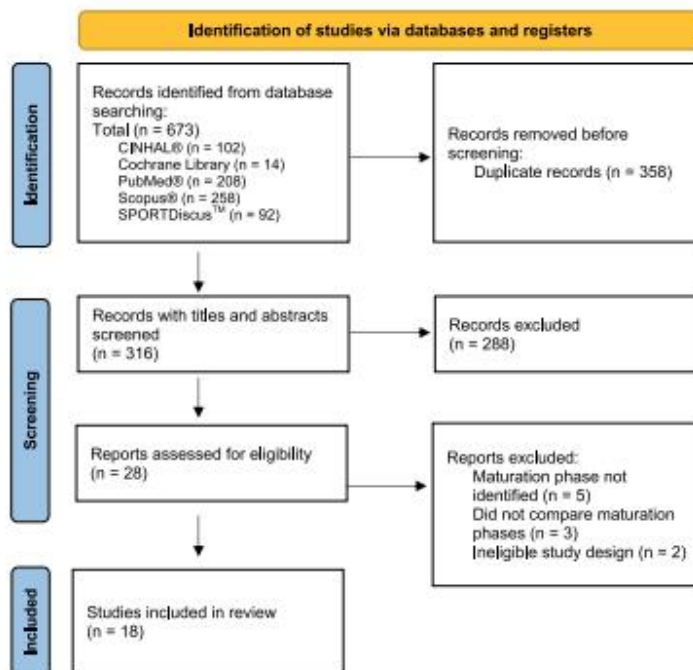 Identification of studies via databases and registers
Identification
Records identified from database
searching:
Total (n = 673)
CINHAL® (n = 102)
Cochrane Library (n = 14)
PubMed® (n = 208)
Scopus® (n = 258)
SPORTDiscus™ (n = 92)
Records removed before
screening:
Duplicate records (n = 358)
Screening
Records with titles and abstracts
screened
(n = 316)
Records excluded
(n = 288)
Reports assessed for eligibility
(n = 28)
Reports excluded:
Maturation phase not
identified (n = 5)
Did not compare maturation
phases (n = 3)
Ineligible study design (n = 2)
Included
Studies included in review
(n = 18)